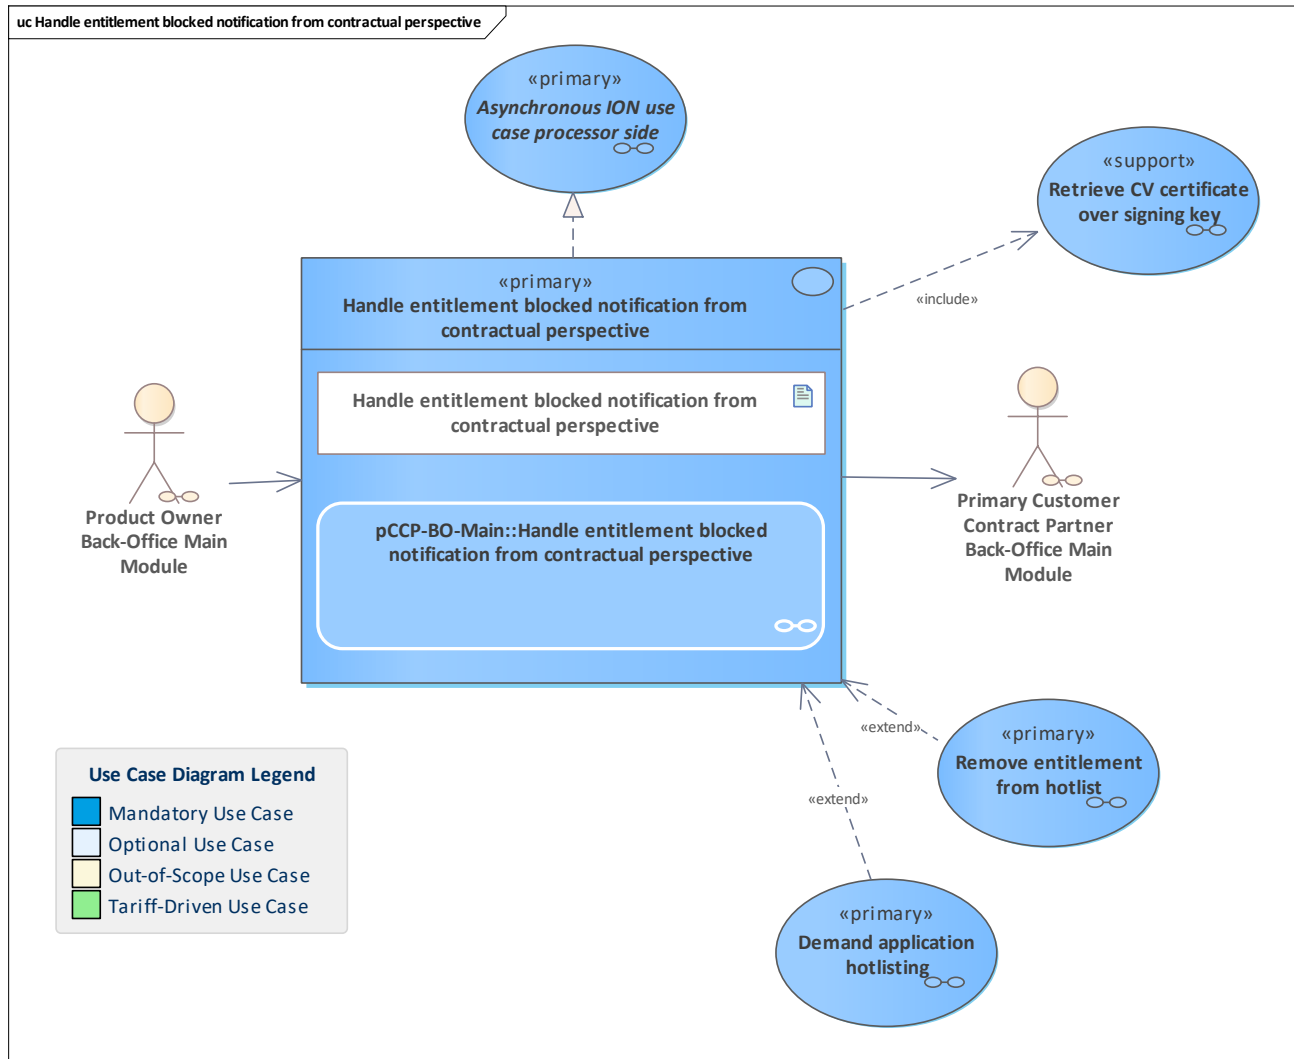 uc Handle entitlement blocked notification from contractual perspective
«primary»
Asynchronous ION use
case processor side
«support»
Retrieve CV certificate
over signing key
«include»
«primary»
Handle entitlement blocked notification from
contractual perspective
Handle entitlement blocked notification from
contractual perspective
pCCP-BO-Main::Handle entitlement blocked
notification from contractual perspective
Product Owner
Back-Office Main
Module
Primary Customer
Contract Partner
Back-Office Main
Module
«extend»
«primary»
Remove entitlement
from hotlist
«extend»
«primary»
Demand application
hotlisting
Use Case Diagram Legend
Mandatory Use Case
Optional Use Case
Out-of-Scope Use Case
Tariff-Driven Use Case